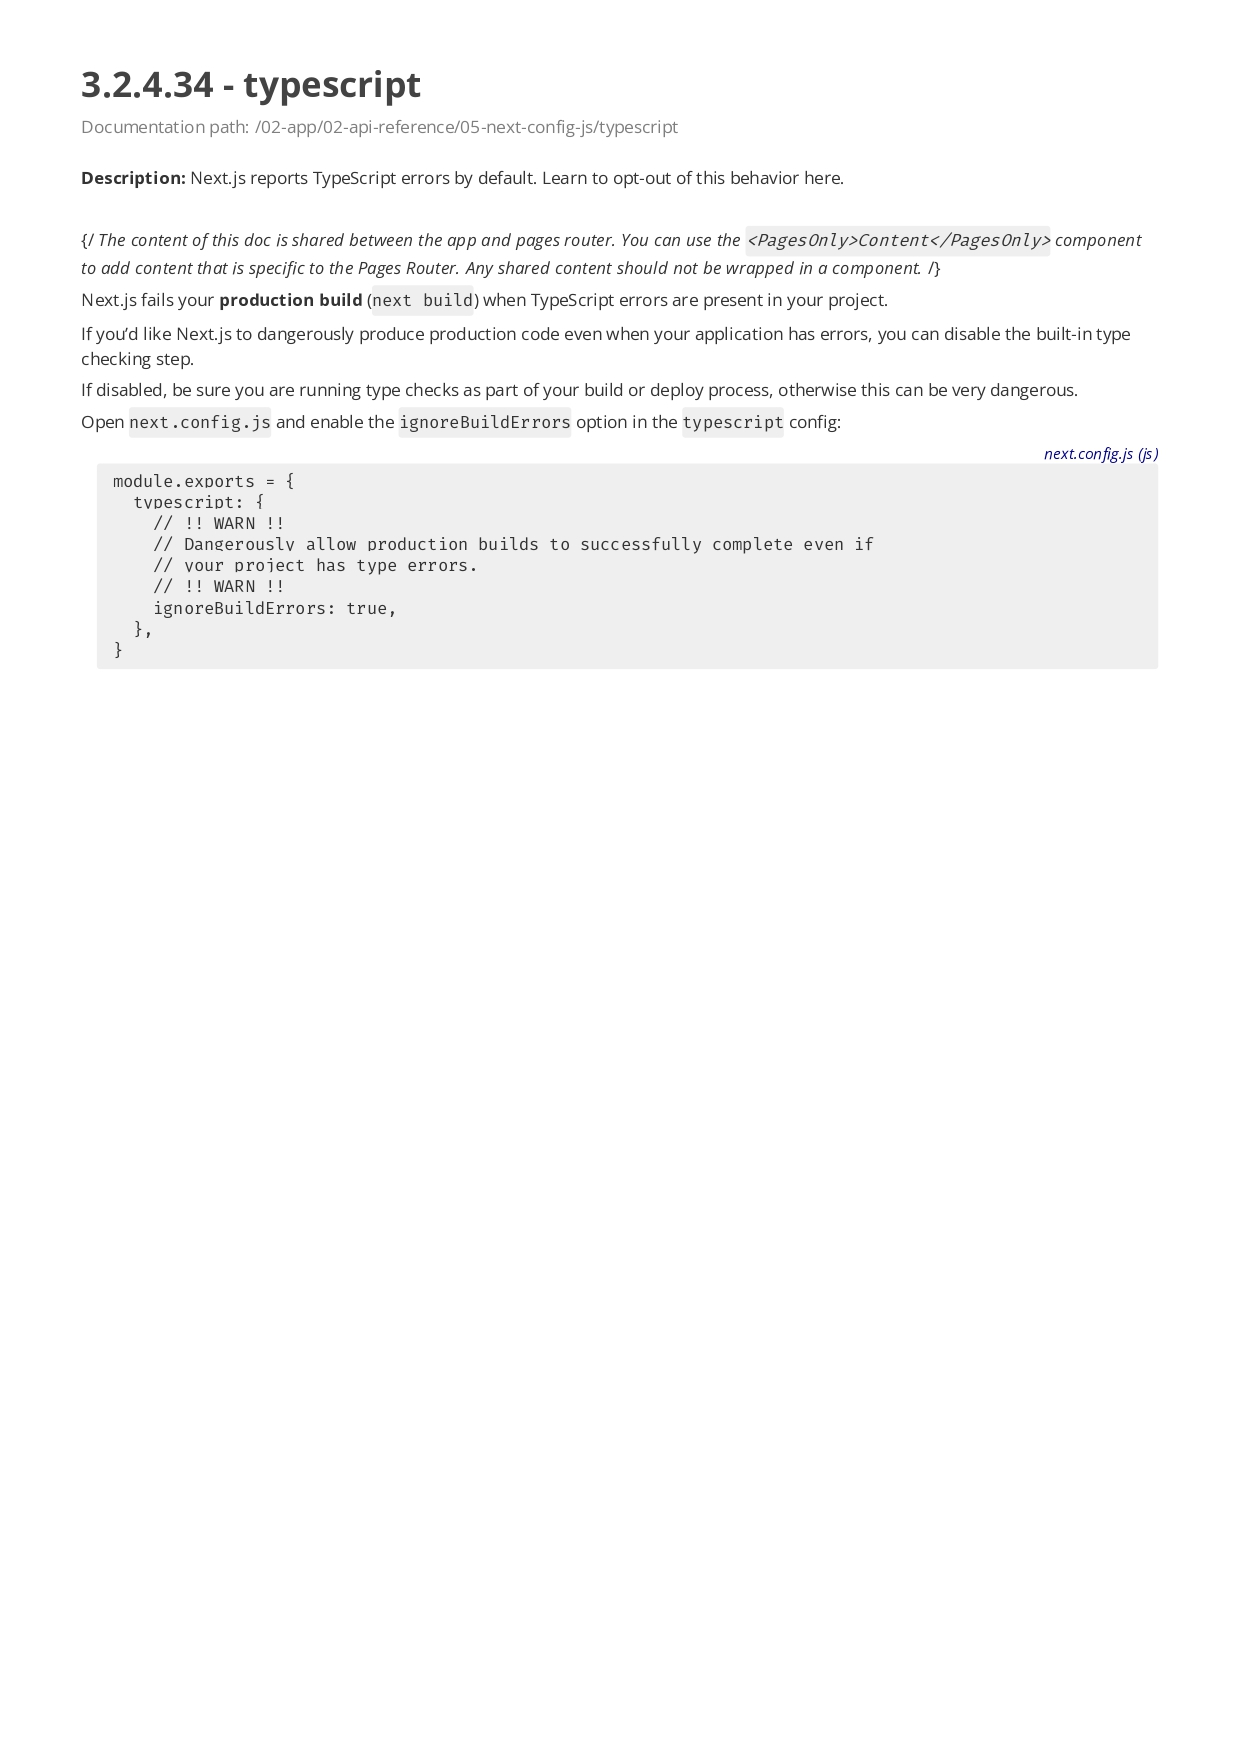 3.2.4.34 - typescript
Documentation path: /02-app/02-api-reference/05-next-config-js/typescript
Description: Next.js reports TypeScript errors by default. Learn to opt-out of this behavior here.
{/ The content of this doc is shared between the app and pages router. You can use the <PagesOnly>Content</PagesOnly> component
to add content that is specific to the Pages Router. Any shared content should not be wrapped in a component. /}
Next.js fails your production build (next build) when TypeScript errors are present in your project.
If you’d like Next.js to dangerously produce production code even when your application has errors, you can disable the built-in type
checking step.
If disabled, be sure you are running type checks as part of your build or deploy process, otherwise this can be very dangerous.
Open next.config.js and enable the ignoreBuildErrors option in the typescript config:
next.config.js (js)
module.exports = {
  typescript: {
    // !! WARN !!
    // Dangerously allow production builds to successfully complete even if
    // your project has type errors.
    // !! WARN !!
    ignoreBuildErrors: true,
  },
}